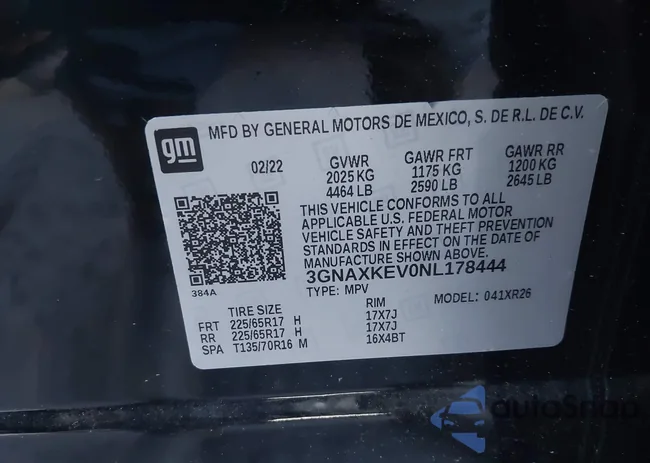 gm
MFD BY GENERAL MOTORS DE MEXICO, S. DE R.L. DE C.V.
02/22 GVWR GAWR FRT GAWR RR
2025 KG 1175 KG 1200 KG
4464 LB 2590 LB 2645 LB
THIS VEHICLE CONFORMS TO ALL
APPLICABLE U.S. FEDERAL MOTOR
VEHICLE SAFETY AND THEFT PREVENTION
STANDARDS IN EFFECT ON THE DATE OF
MANUFACTURE SHOWN ABOVE.
3GNAXKEV0NL178444
384A
TYPE: MPV MODEL: 041XR26
TIRE SIZE RIM
FRT 225/65R17 H 17X7J
RR 225/65R17 H 17X7J
SPA T135/70R16 M 16X4BT
autoSnap